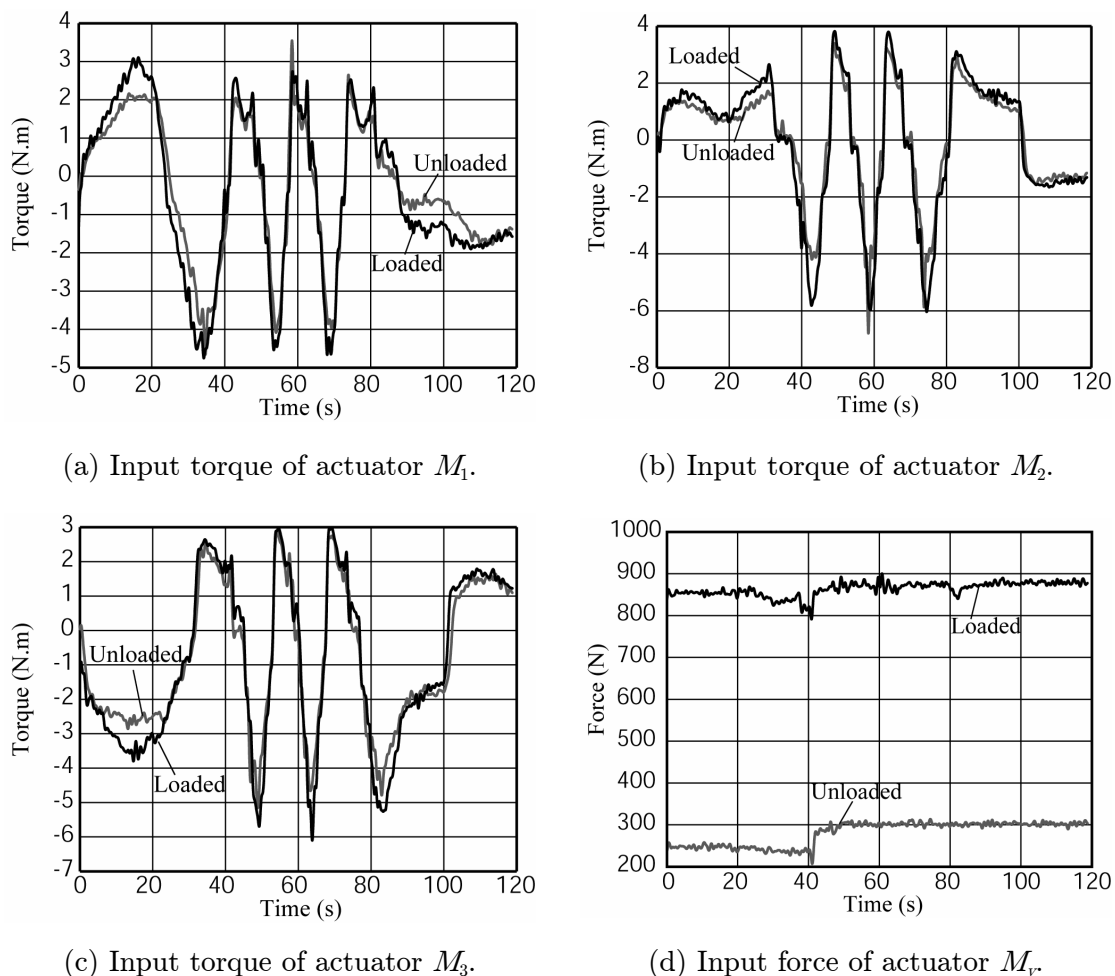 4
3
2
1
0
-1
-2
-3
-4
-5
Torque (N.m)
Unloaded
Loaded
0 20 40 60 80 100 120
Time (s)
(a) Input torque of actuator M1.
4
2
0
-2
-4
-6
-8
Torque (N.m)
Loaded
Unloaded
0 20 40 60 80 100 120
Time (s)
(b) Input torque of actuator M2.
3
2
1
0
-1
-2
-3
-4
-5
-6
-7
Torque (N.m)
Unloaded
Loaded
0 20 40 60 80 100 120
Time (s)
(c) Input torque of actuator M3.
1000
900
800
700
600
500
400
300
200
Force (N)
Loaded
Unloaded
0 20 40 60 80 100 120
Time (s)
(d) Input force of actuator MV.